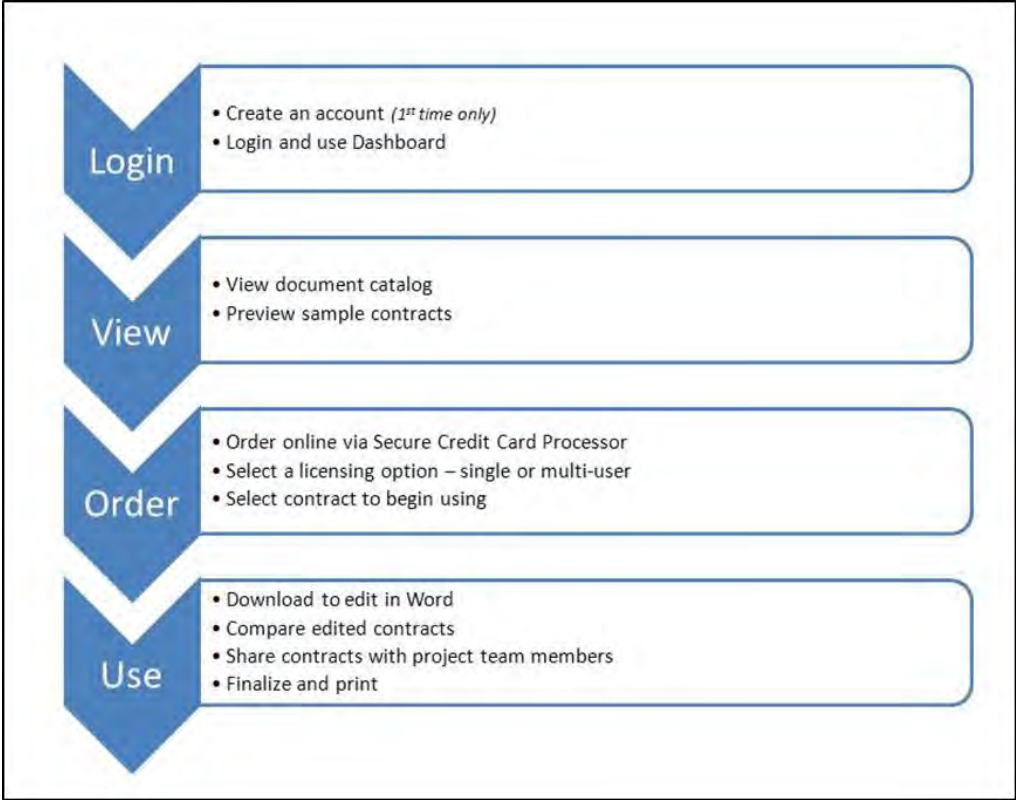 Login
• Create an account (1st time only)
• Login and use Dashboard
View
• View document catalog
• Preview sample contracts
Order
• Order online via Secure Credit Card Processor
• Select a licensing option – single or multi-user
• Select contract to begin using
Use
• Download to edit in Word
• Compare edited contracts
• Share contracts with project team members
• Finalize and print